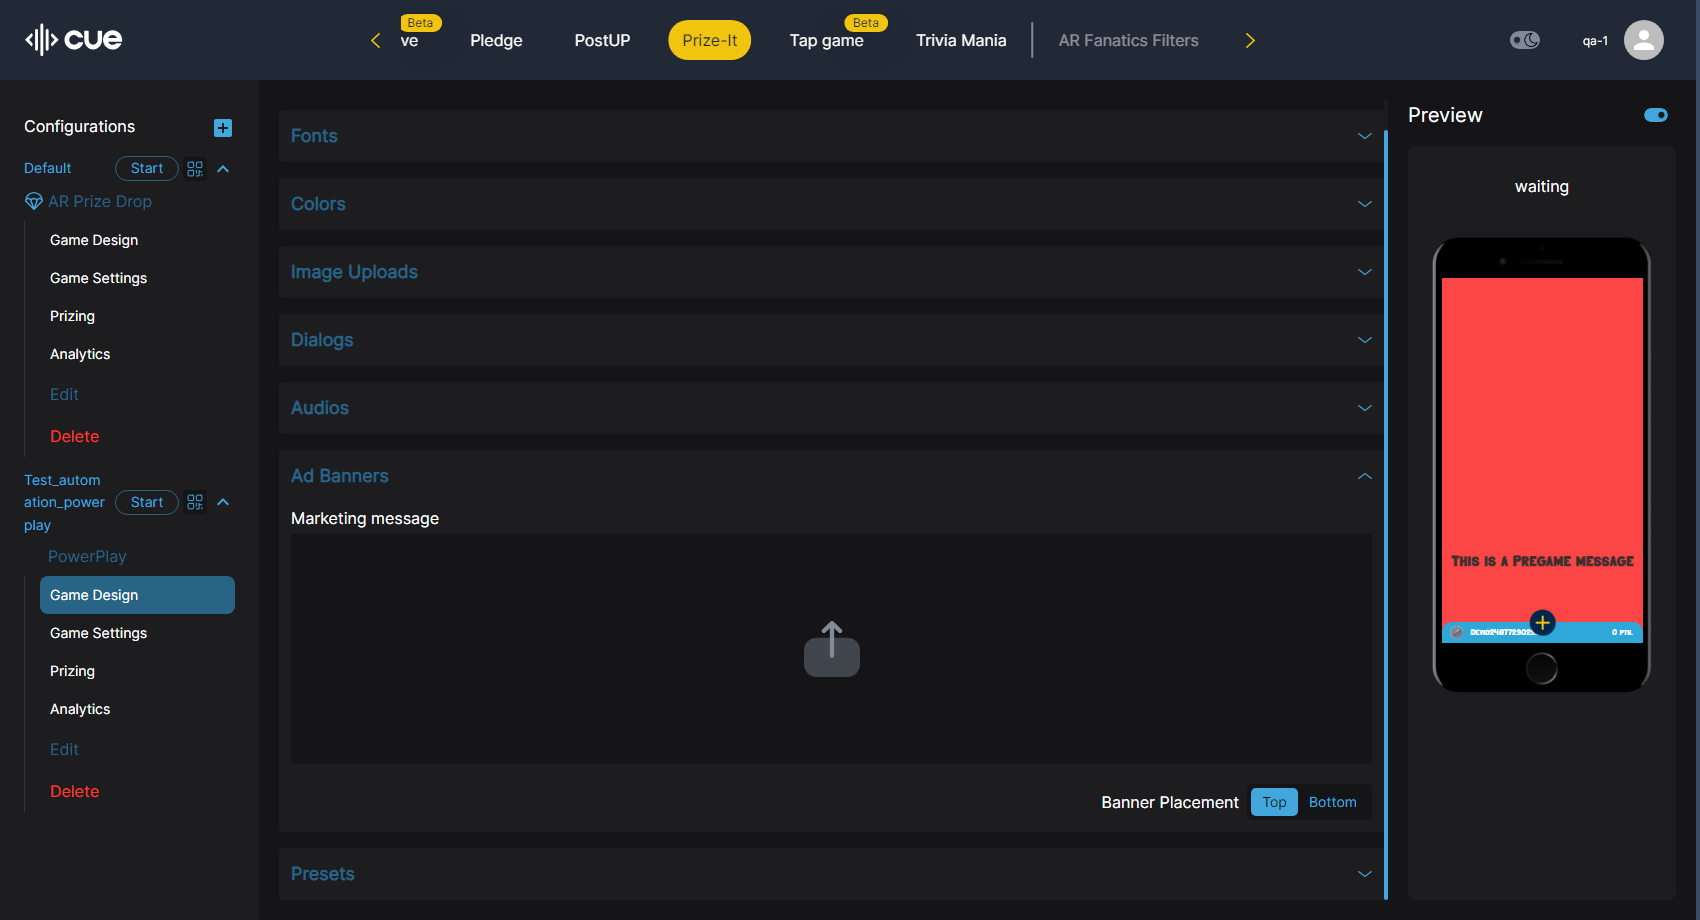 cue
Beta
ve
Pledge
PostUP
Prize-It
Beta
Tap game
Trivia Mania
AR Fanatics Filters
qa-1
Configurations
Default
Start
AR Prize Drop
Game Design
Game Settings
Prizing
Analytics
Edit
Delete
Test_autom
ation_power
play
Start
PowerPlay
Game Design
Game Settings
Prizing
Analytics
Edit
Delete
Fonts
Colors
Image Uploads
Dialogs
Audios
Ad Banners
Marketing message
Banner Placement
Top
Bottom
Presets
Preview
waiting
This is a Pregame message
0 pts.